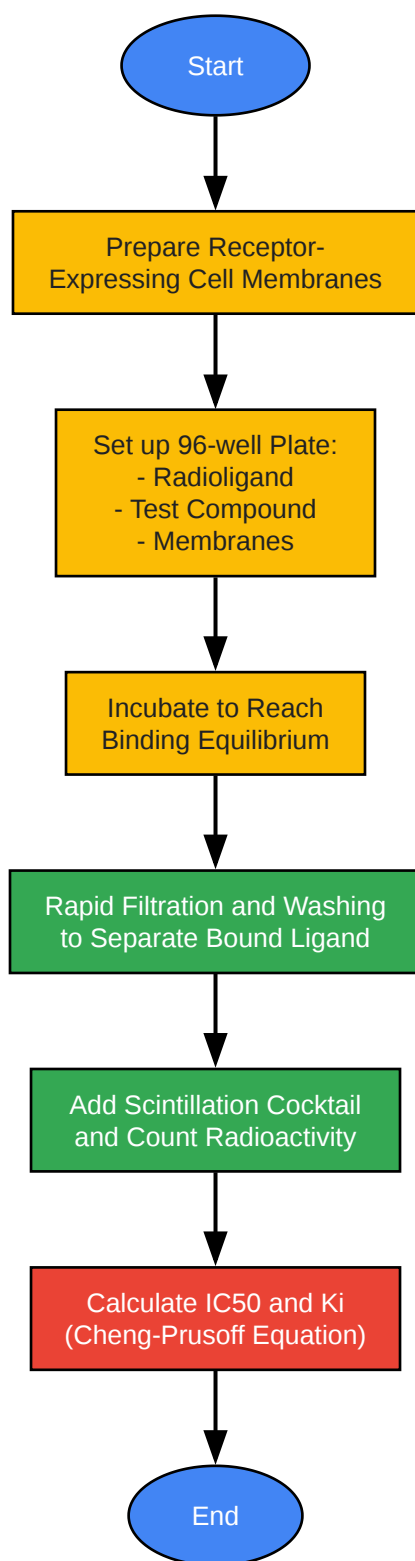 Start
Prepare Receptor-
Expressing Cell Membranes
Set up 96-well Plate:
- Radioligand
- Test Compound
- Membranes
Incubate to Reach
Binding Equilibrium
Rapid Filtration and Washing
to Separate Bound Ligand
Add Scintillation Cocktail
and Count Radioactivity
Calculate IC50 and Ki
(Cheng-Prusoff Equation)
End